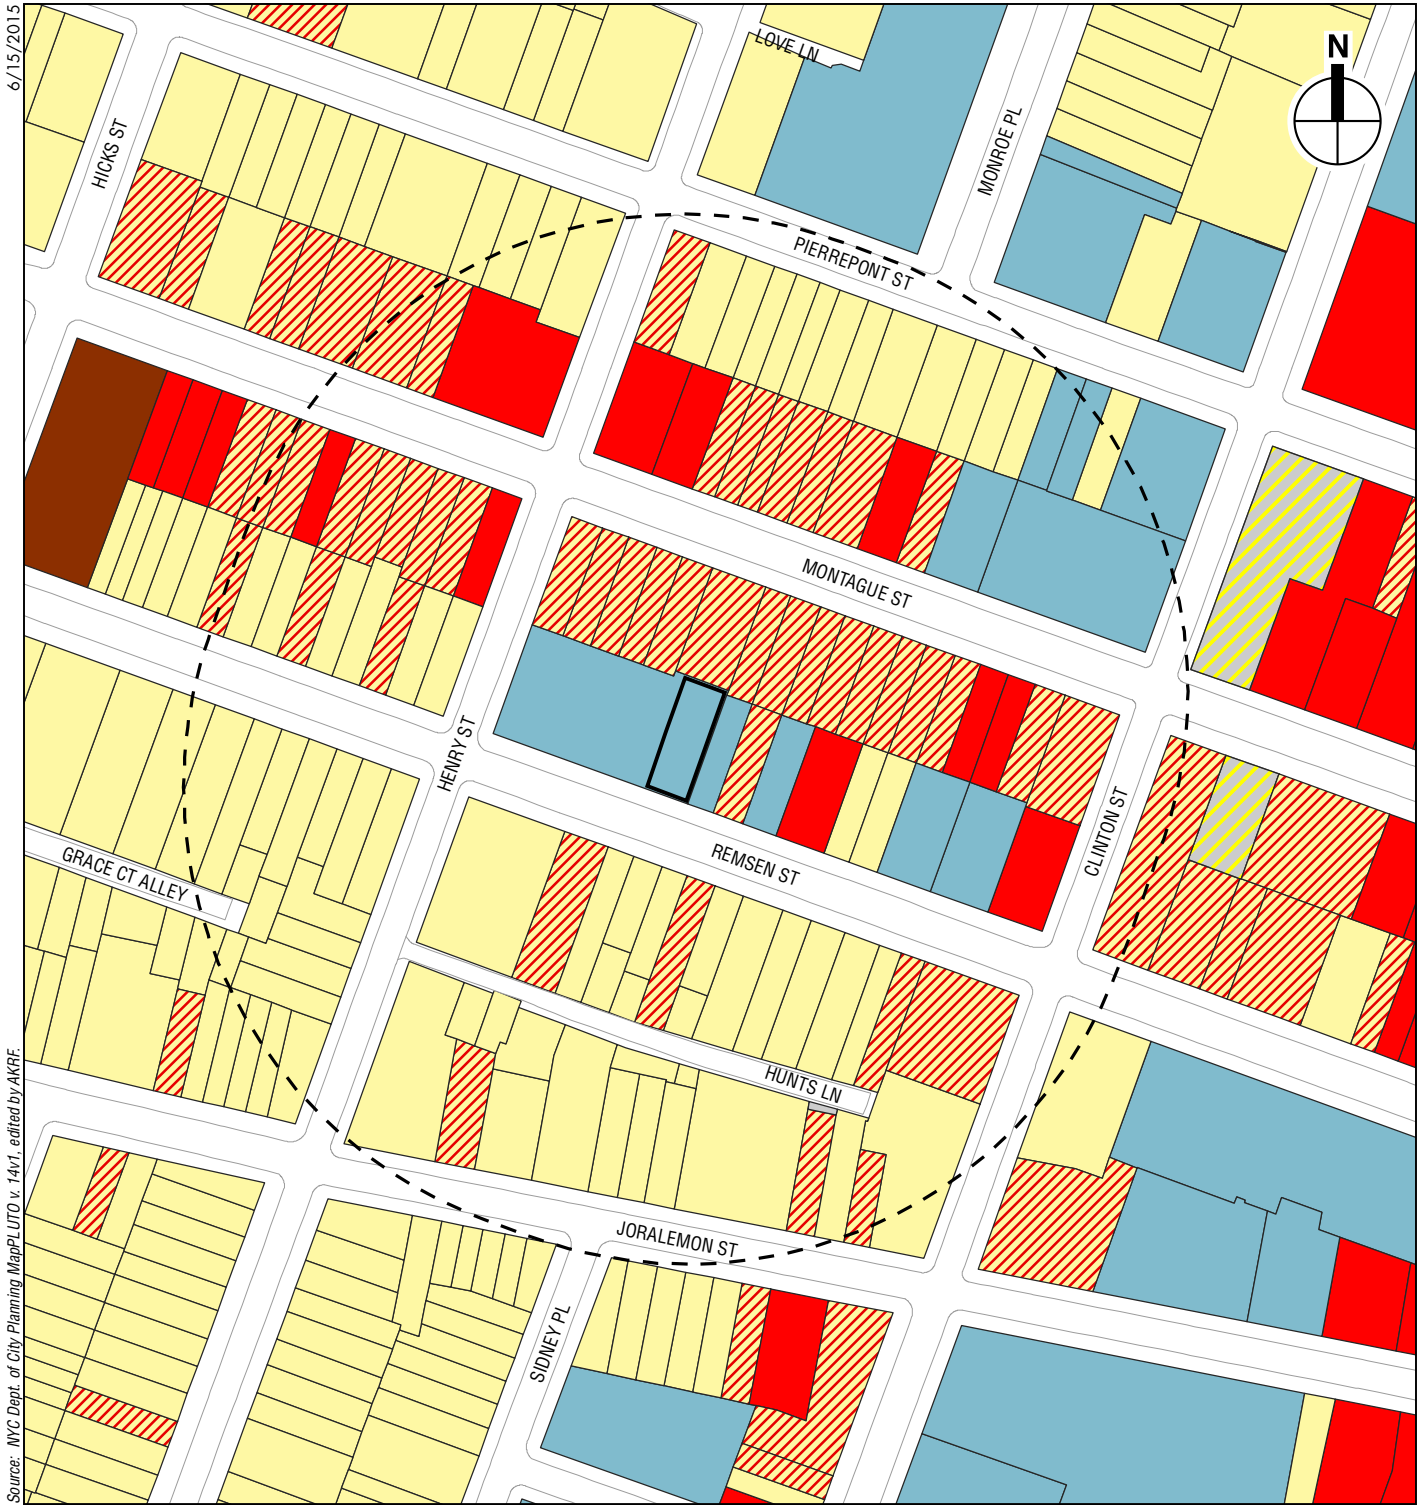 6/15/2015
LOVE LN
N
HICKS ST
MONROE PL
PIERREPONT ST
MONTAGUE ST
HENRY ST
CLINTON ST
REMSEN ST
GRACE CT ALLEY
HUNTS LN
JORALEMON ST
SIDNEY PL
Source: NYC Dept. of City Planning MapPLUTO v. 14v1, edited by AKRF.